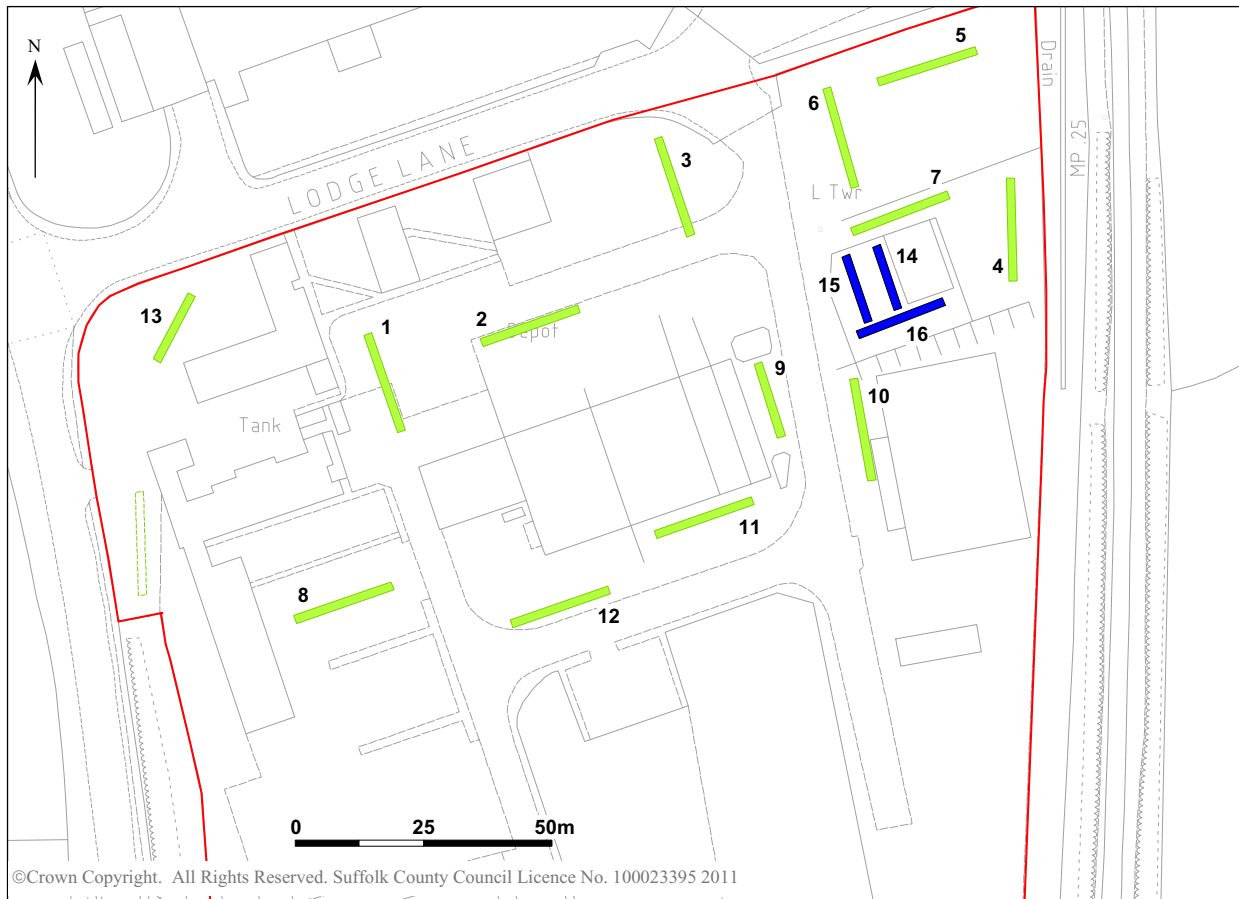 N
5
Drain
6
MP .25
LODGE LANE
3
7
L Twr
14
4
15
13
1
2
Depot
16
9
10
Tank
11
8
12
0 25 50m
©Crown Copyright. All Rights Reserved. Suffolk County Council Licence No. 100023395 2011